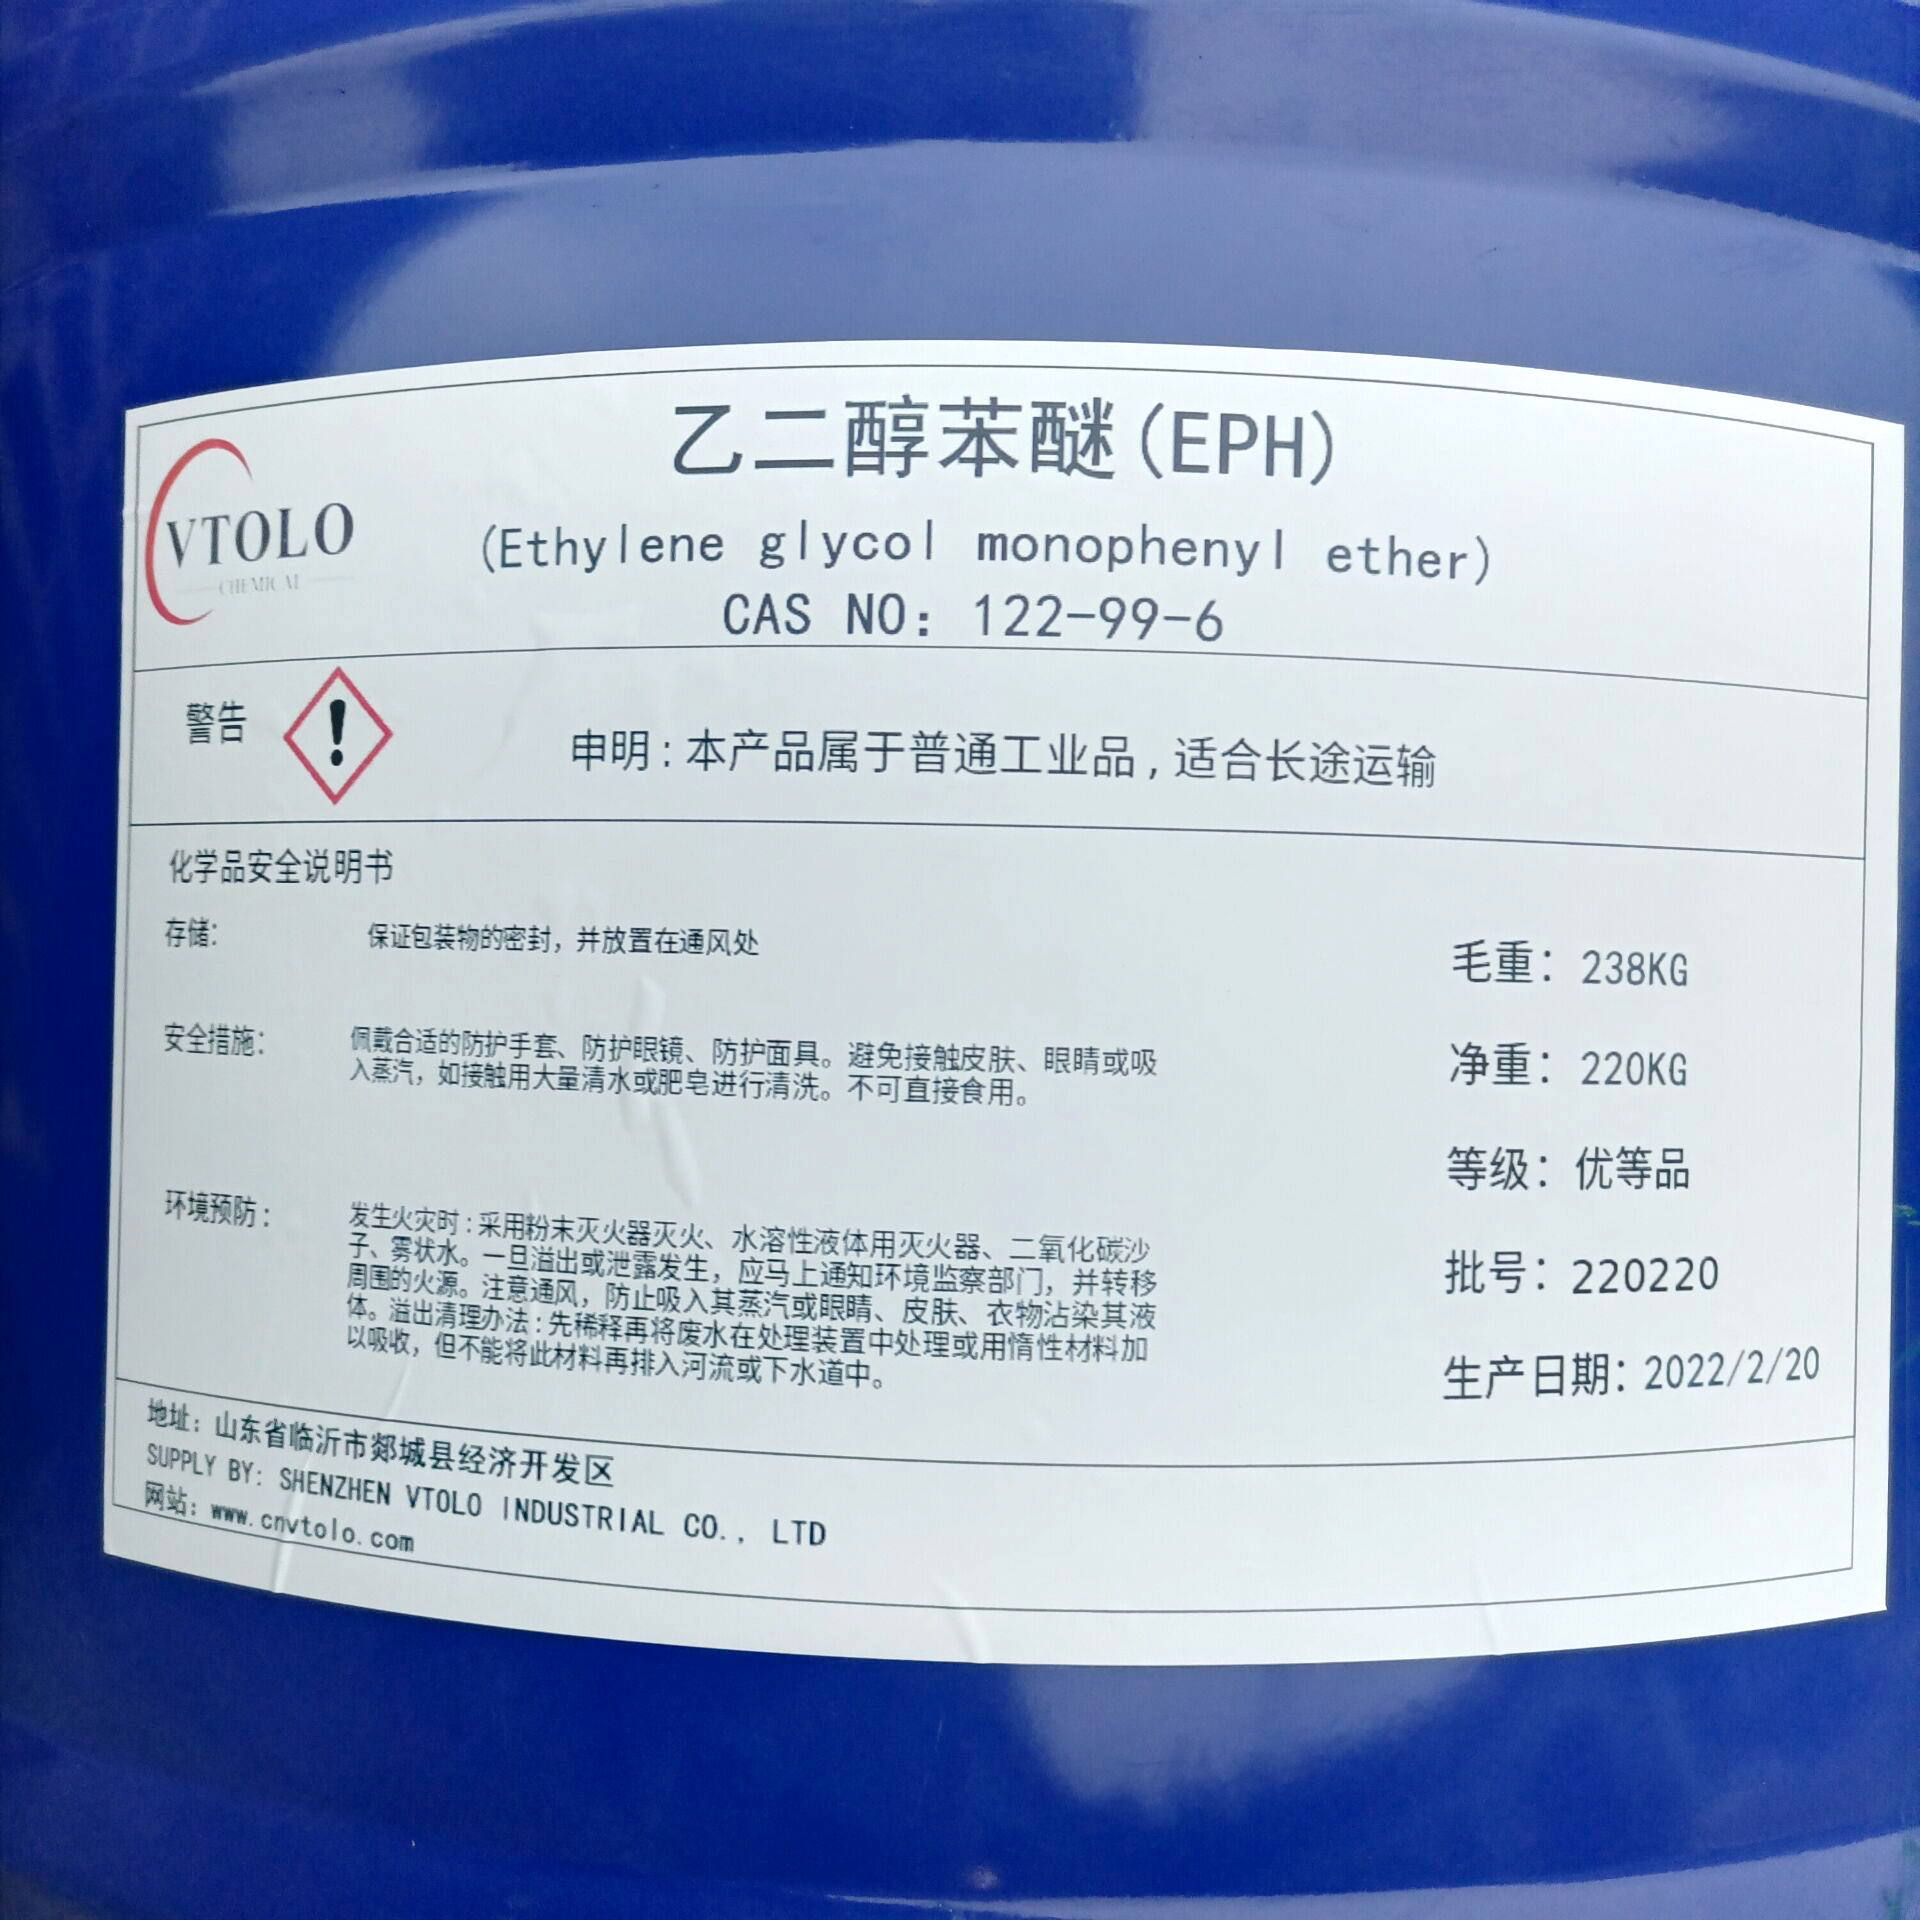 乙二醇苯醚(EPH)
VTOLO
CHEMICAL
(Ethylene glycol monophenyl ether)
CAS NO：122-99-6
警告
申明：本产品属于普通工业品，适合长途运输
化学品安全说明书
存储：
保证包装物的密封，并放置在通风处
安全措施：
佩戴合适的防护手套、防护眼镜、防护面具。避免接触皮肤、眼睛或吸
入蒸汽，如接触用大量清水或肥皂进行清洗。不可直接食用。
环境预防：
发生火灾时：采用粉末灭火器灭火、水溶性液体用灭火器、二氧化碳沙
子、雾状水。一旦溢出或泄露发生，应马上通知环境监察部门，并转移
周围的火源。注意通风，防止吸入其蒸汽或眼睛、皮肤、衣物沾染其液
体。溢出清理办法：先稀释再将废水在处理装置中处理或用惰性材料加
以吸收，但不能将此材料再排入河流或下水道中。
毛重：238KG
净重：220KG
等级：优等品
批号：220220
生产日期：2022/2/20
地址：山东省临沂市郯城县经济开发区
SUPPLY BY: SHENZHEN VTOLO INDUSTRIAL CO., LTD
网站：www.cnvtolo.com